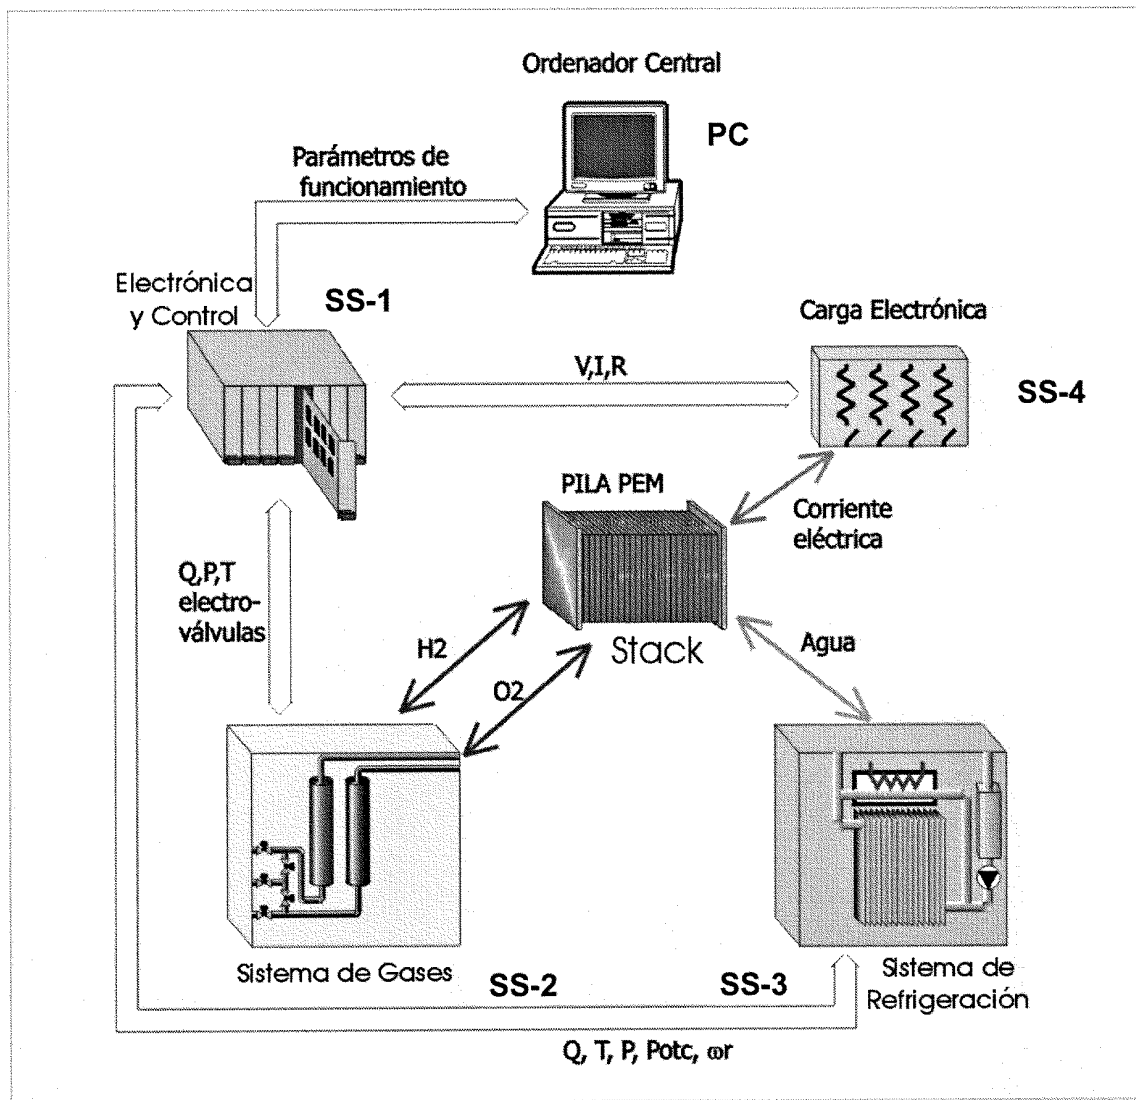 Ordenador Central
PC
Parámetros de
funcionamiento
Electrónica
y Control
SS-1
Carga Electrónica
V,I,R
SS-4
PILA PEM
Corriente
eléctrica
Q,P,T
electro-
válvulas
H2
Stack
Agua
O2
Sistema de Gases
SS-2
SS-3
Sistema de
Refrigeración
Q, T, P, Potc, ωr